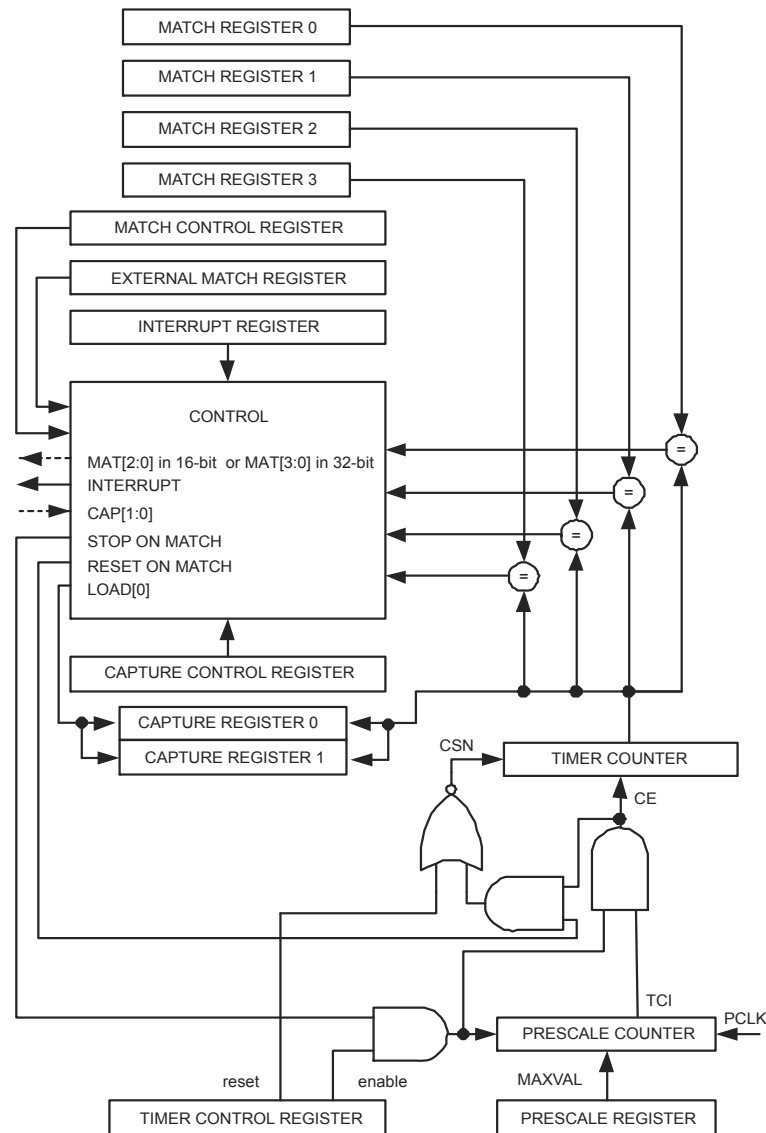 MATCH REGISTER 0
MATCH REGISTER 1
MATCH REGISTER 2
MATCH REGISTER 3
MATCH CONTROL REGISTER
EXTERNAL MATCH REGISTER
INTERRUPT REGISTER
CONTROL
=
MAT[2:0] in 16-bit or MAT[3:0] in 32-bit
INTERRUPT
=
CAP[1:0]
STOP ON MATCH
=
RESET ON MATCH
=
LOAD[0]
CAPTURE CONTROL REGISTER
CAPTURE REGISTER 0
CAPTURE REGISTER 1
CSN
TIMER COUNTER
CE
TCI
PCLK
PRESCALE COUNTER
reset
enable
MAXVAL
TIMER CONTROL REGISTER
PRESCALE REGISTER